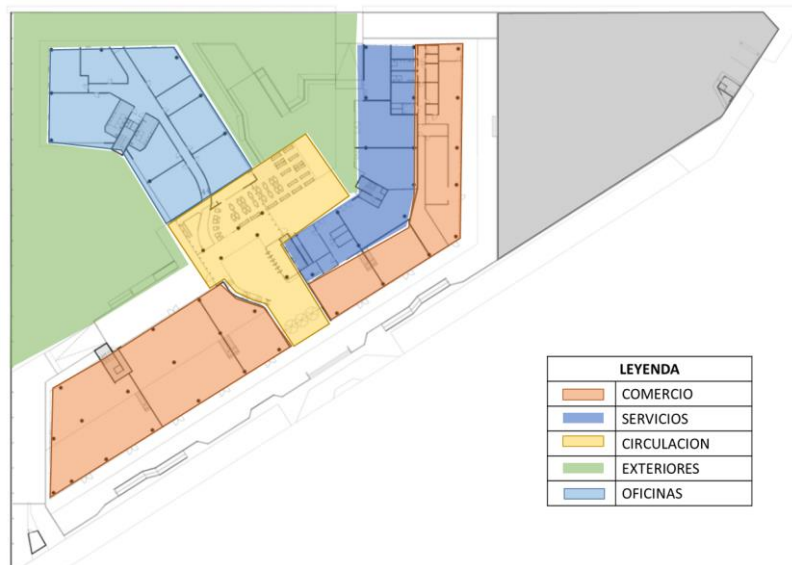 LEYENDA
COMERCIO
SERVICIOS
CIRCULACION
EXTERIORES
OFICINAS